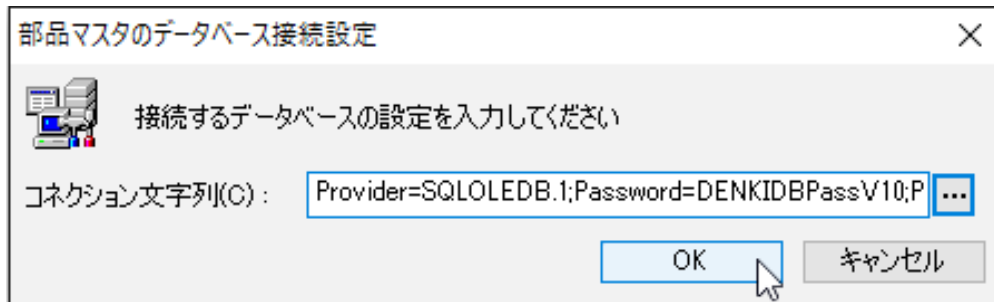 部品マスタのデータベース接続設定
接続するデータベースの設定を入力してください
コネクション文字列(C) : Provider=SQLOLEDB.1;Password=DENKIDBPassV10;P ...
OK キャンセル